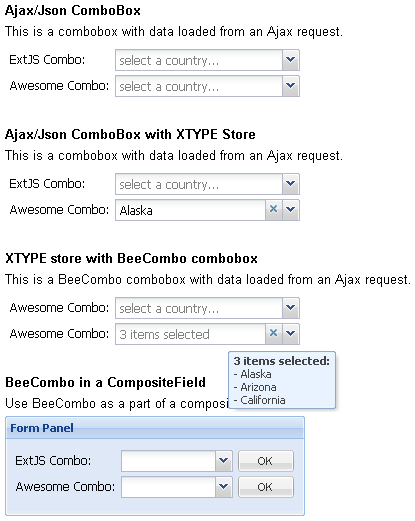 Ajax/Json ComboBox
This is a combobox with data loaded from an Ajax request.
ExtJS Combo: select a country...
Awesome Combo: select a country...
Ajax/Json ComboBox with XTYPE Store
This is a combobox with data loaded from an Ajax request.
ExtJS Combo: select a country...
Awesome Combo: Alaska
XTYPE store with BeeCombo combobox
This is a BeeCombo combobox with data loaded from an Ajax request.
Awesome Combo: select a country...
Awesome Combo: 3 items selected
3 items selected:
- Alaska
- Arizona
- California
BeeCombo in a CompositeField
Use BeeCombo as a part of a composi
Form Panel
ExtJS Combo: OK
Awesome Combo: OK